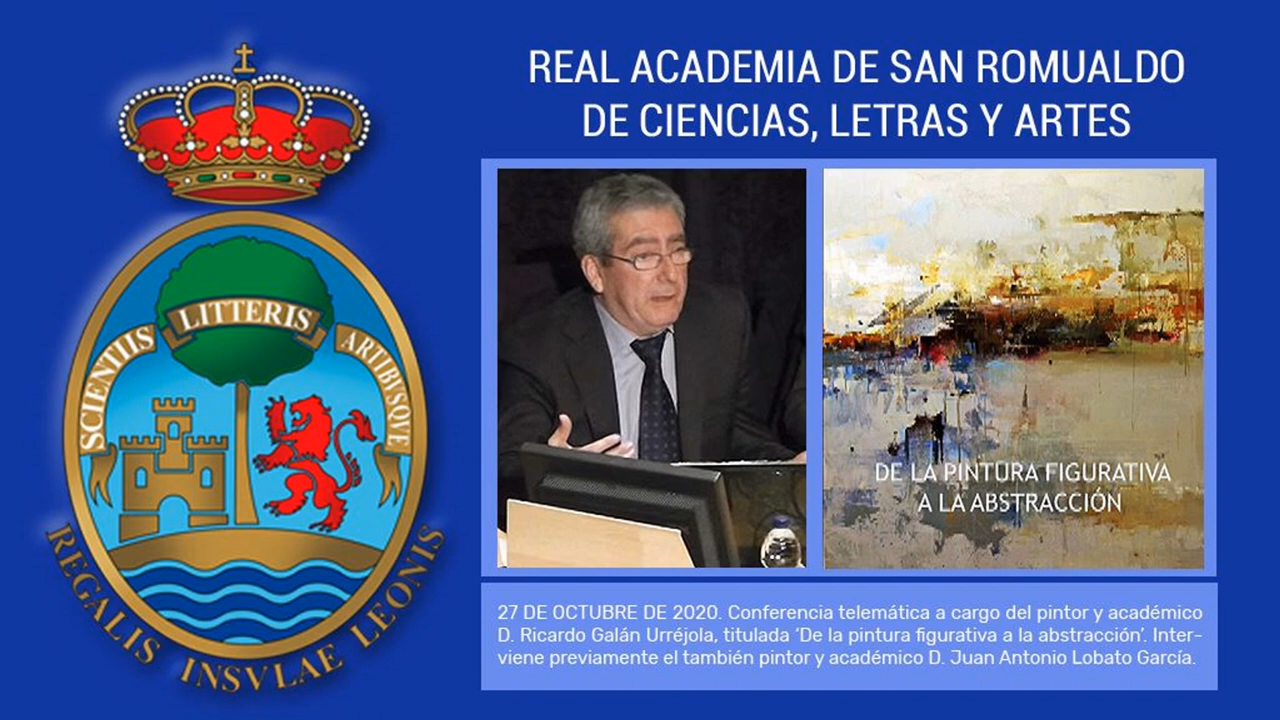 REAL ACADEMIA DE SAN ROMUALDO
DE CIENCIAS, LETRAS Y ARTES
SCIENTIIS
LITTERIS
ARTIBVSQVE
REGALIS INSVLAE LEONIS
DE LA PINTURA FIGURATIVA
A LA ABSTRACCIÓN
27 DE OCTUBRE DE 2020. Conferencia telemática a cargo del pintor y académico
D. Ricardo Galán Urréjola, titulada ‘De la pintura figurativa a la abstracción’. Inter-
viene previamente el también pintor y académico D. Juan Antonio Lobato García.